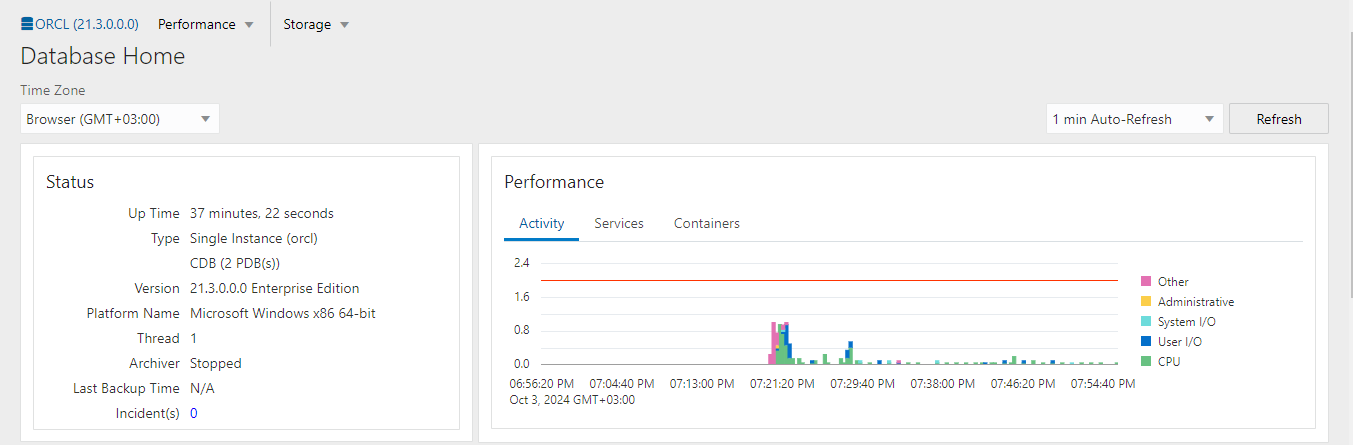 ORCL (21.3.0.0.0) Performance Storage
Database Home
Time Zone
Browser (GMT+03:00) 1 min Auto-Refresh Refresh
Status
Up Time 37 minutes, 22 seconds
Type Single Instance (orcl)
CDB (2 PDB(s))
Version 21.3.0.0.0 Enterprise Edition
Platform Name Microsoft Windows x86 64-bit
Thread 1
Archiver Stopped
Last Backup Time N/A
Incident(s) 0
Performance
Activity Services Containers
2.4
1.6
0.8
0.0
06:56:20 PM 07:04:40 PM 07:13:00 PM 07:21:20 PM 07:29:40 PM 07:38:00 PM 07:46:20 PM 07:54:40 PM
Oct 3, 2024 GMT+03:00
Other
Administrative
System I/O
User I/O
CPU